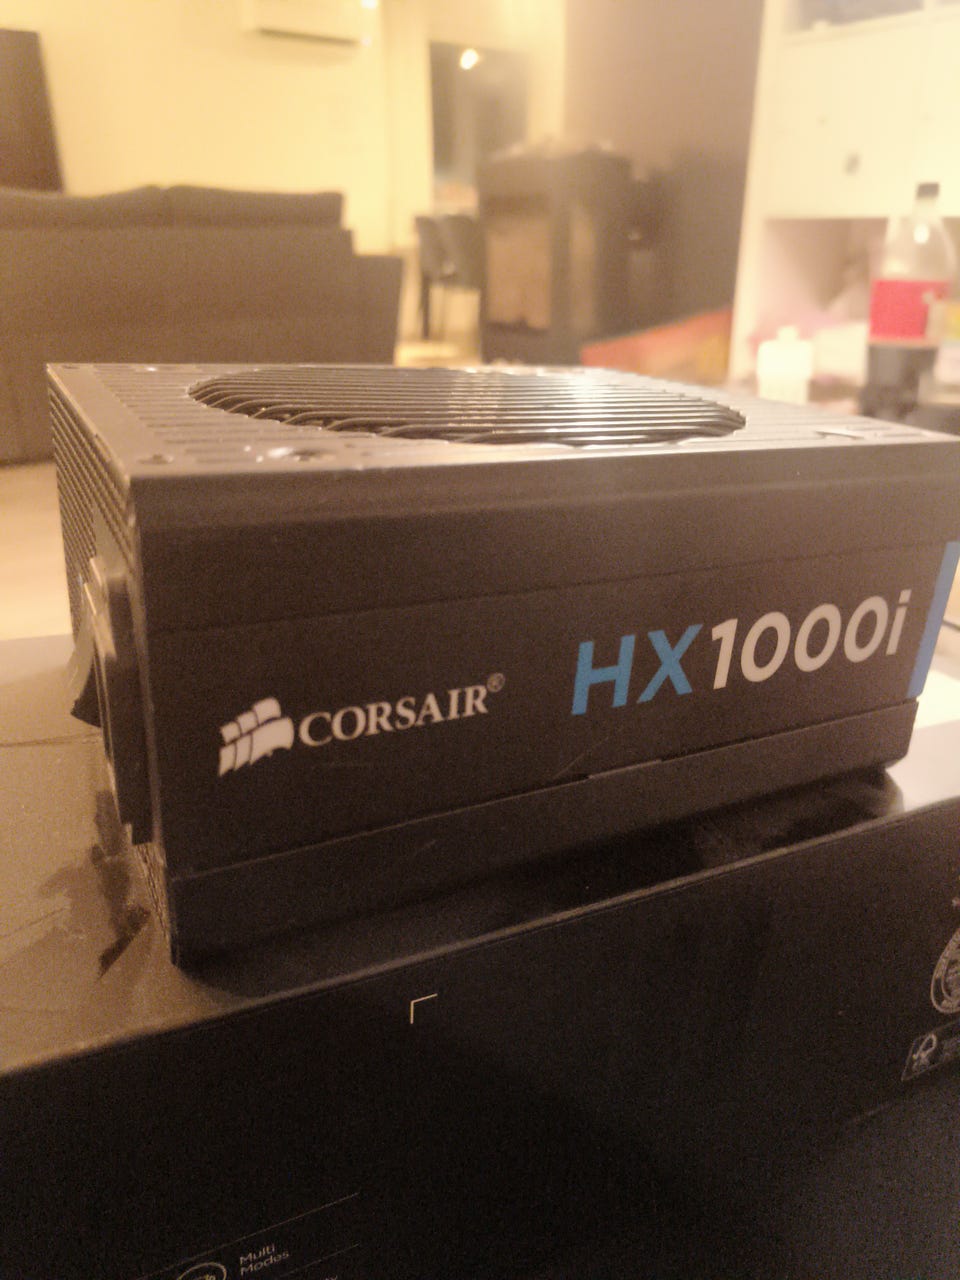 CORSAIR®
HX1000i
Multi
Modes